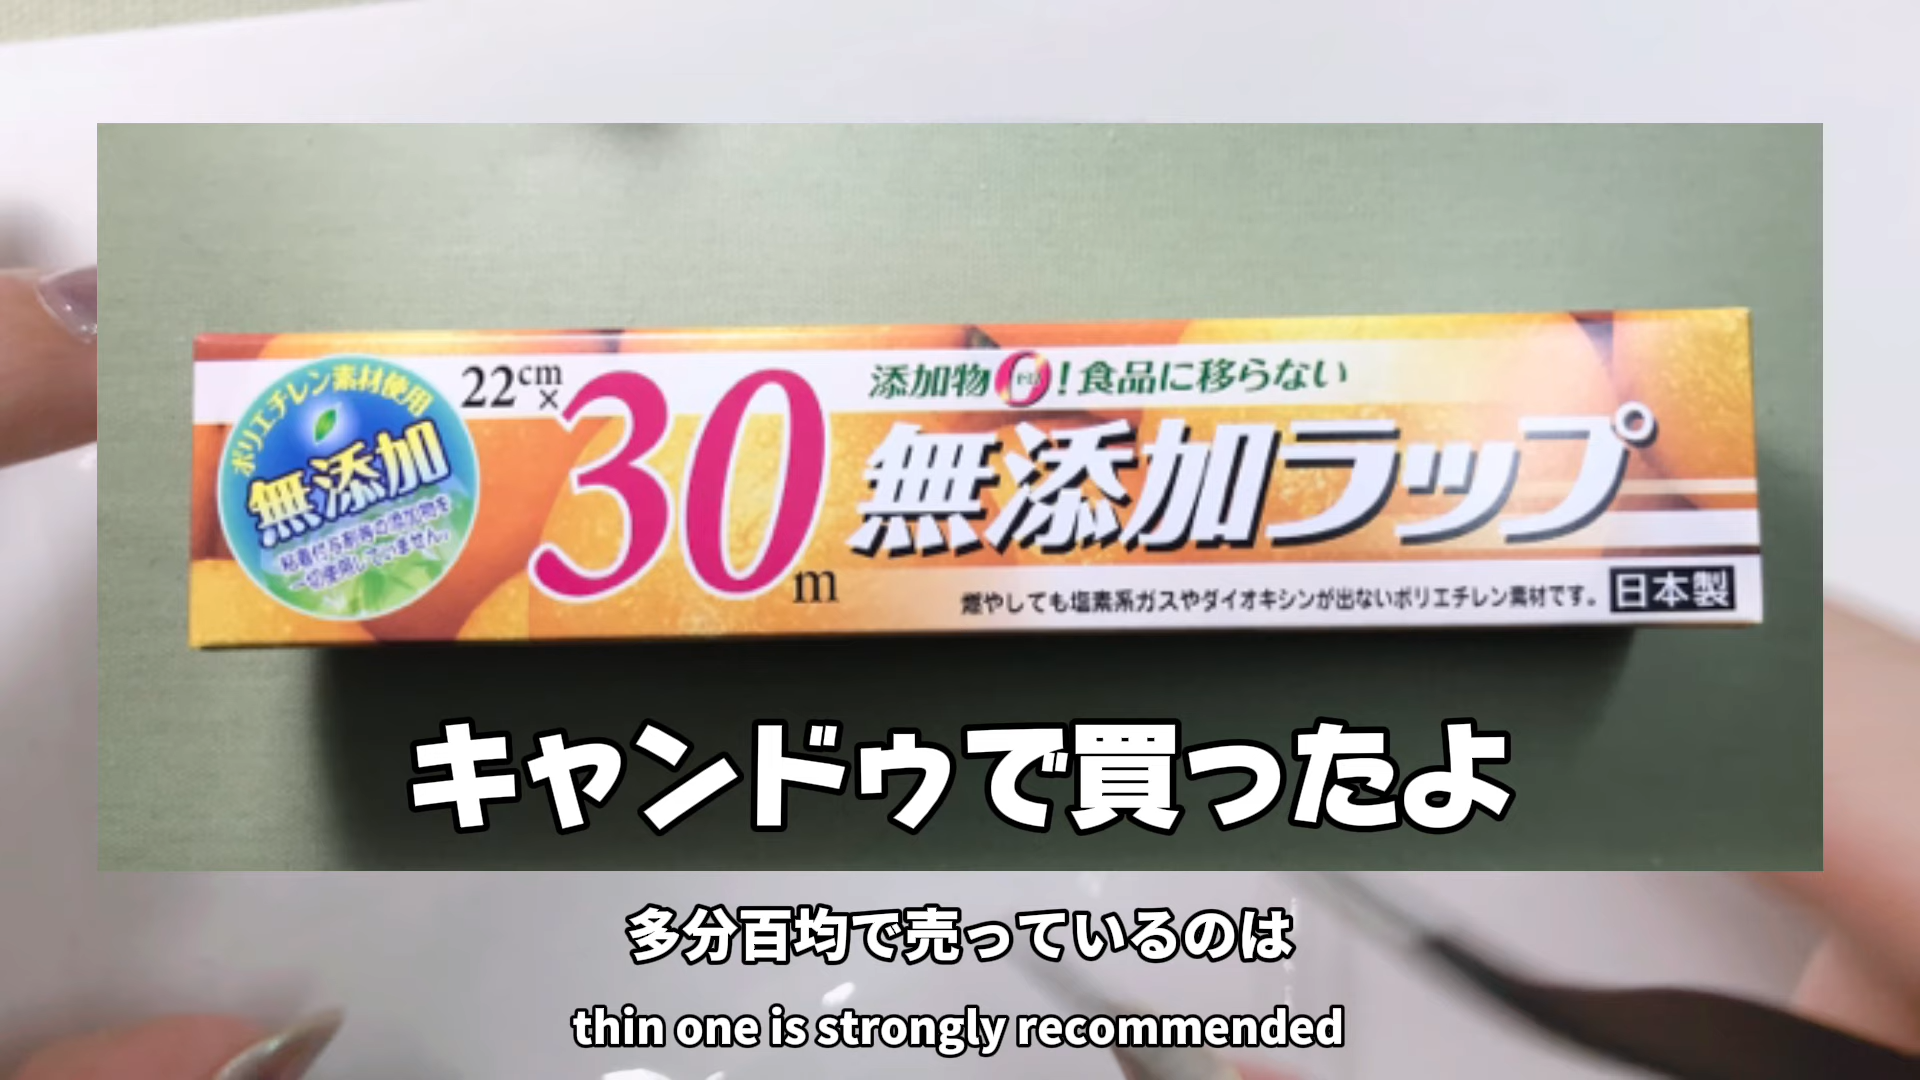 ポリエチレン素材使用
無添加
粘着付与剤等の添加物を
一切使用していません。
22cm×30m
添加物0!食品に移らない
無添加ラップ
燃やしても塩素系ガスやダイオキシンが出ないポリエチレン素材です。
日本製
キャンドゥで買ったよ
多分百均で売っているのは
thin one is strongly recommended